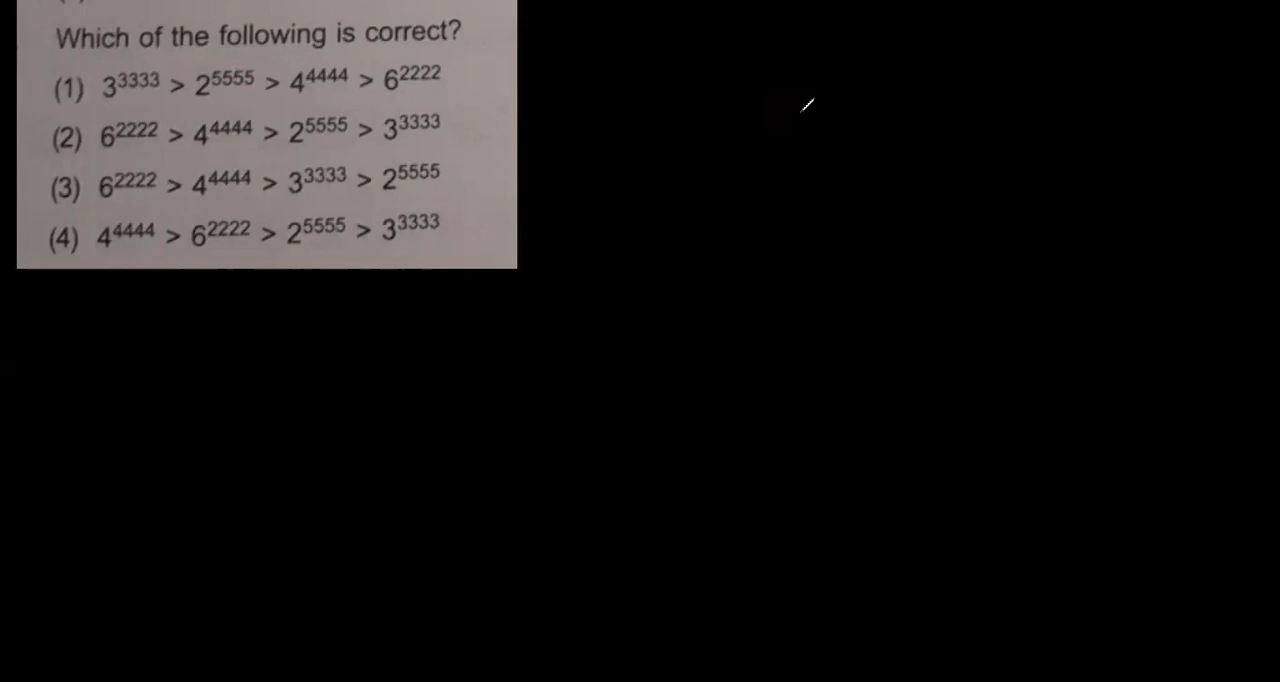 Which of the following is correct?
(1) 3^3333 > 2^5555 > 4^4444 > 6^2222
(2) 6^2222 > 4^4444 > 2^5555 > 3^3333
(3) 6^2222 > 4^4444 > 3^3333 > 2^5555
(4) 4^4444 > 6^2222 > 2^5555 > 3^3333